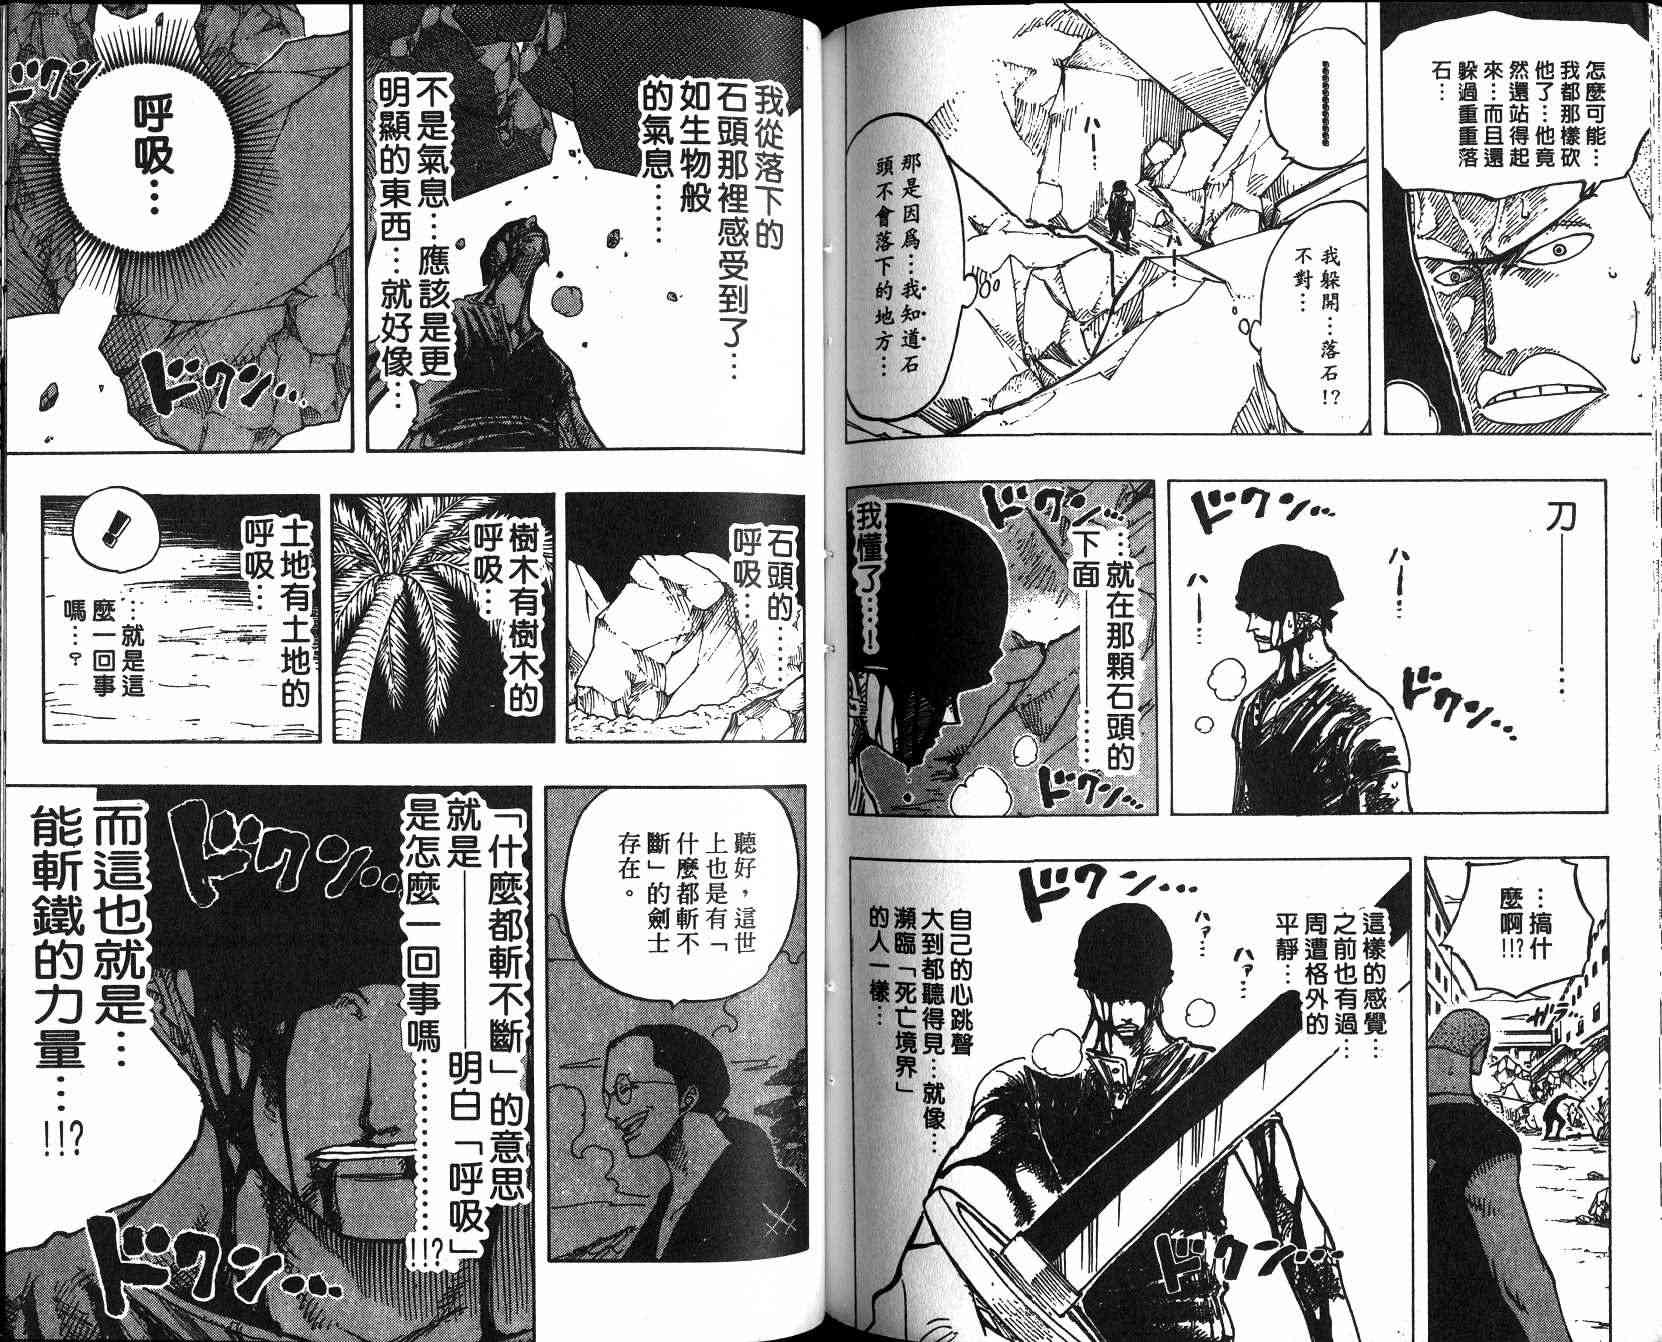 怎麼可能…
我都那樣砍
他了…他竟
然還站得起
來…而且還
躲過重重落
石…
…………
我躲開…落石!?
不對…
那是因爲…我知道石
頭不會落下的地方…
ハー…
ハー…
刀———……
ドクン…
ハー…
ハー…
ドクン…
…就在那顆石頭的
下面———………
ドクン…
我懂了……!
ドクン…
…搞什
麼啊!!?
ガラ…
這樣的感覺…
之前也有過…
周遭格外的
平靜…
ドクン…
ハァ…
ハァ…
自己的心跳聲
大到都聽得見…就像…
瀕臨「死亡境界」
的人一樣…
ドクン…
我從落下的
石頭那裡感受到了…
如生物般
的氣息……
不是氣息…應該是更
明顯的東西…就好像…
ドクン…
呼吸…
ドクン…
石頭的……
呼吸…
樹木有樹木的
呼吸…
土地有土地的
呼吸…
!
…就是這
麼一回事
嗎…?
聽好，這世
上也是有「
什麼都斬不
斷」的劍士
存在。
「什麼都斬不斷」的意思
就是———明白「呼吸」
是怎麼一回事嗎…………!!?
ドクン…
而這也就是…
能斬鐵的力量…!!?
ドクン…